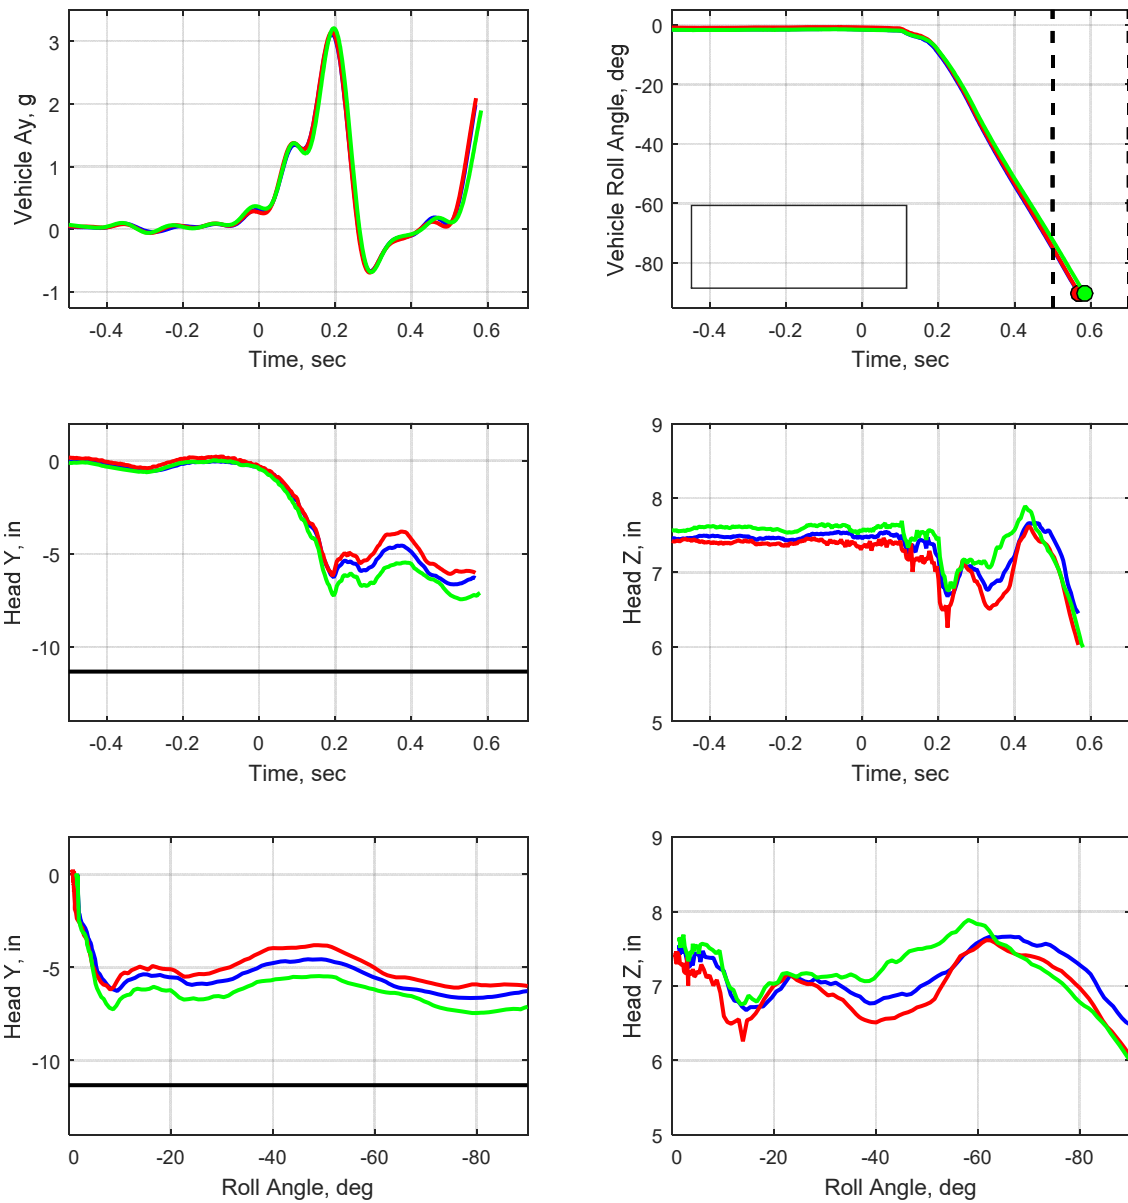 3
2
1
0
-1
Vehicle Ay, g
-0.4 -0.2 0 0.2 0.4 0.6
Time, sec
0
-20
-40
-60
-80
Vehicle Roll Angle, deg
-0.4 -0.2 0 0.2 0.4 0.6
Time, sec
0
-5
-10
Head Y, in
-0.4 -0.2 0 0.2 0.4 0.6
Time, sec
9
8
7
6
5
Head Z, in
-0.4 -0.2 0 0.2 0.4 0.6
Time, sec
0
-5
-10
Head Y, in
0 -20 -40 -60 -80
Roll Angle, deg
9
8
7
6
5
Head Z, in
0 -20 -40 -60 -80
Roll Angle, deg